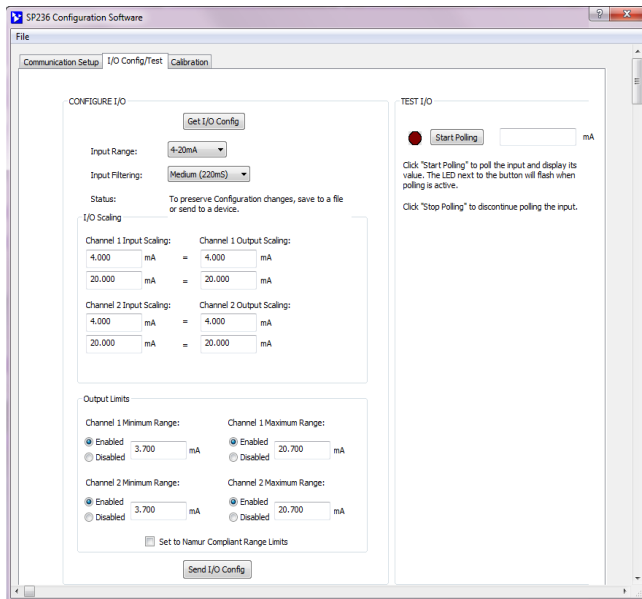 SP236 Configuration Software
File
Communication Setup I/O Config/Test Calibration
CONFIGURE I/O
Get I/O Config
Input Range: 4-20mA
Input Filtering: Medium (220mS)
Status: To preserve Configuration changes, save to a file
or send to a device.
I/O Scaling
Channel 1 Input Scaling: Channel 1 Output Scaling:
4.000 mA = 4.000 mA
20.000 mA = 20.000 mA
Channel 2 Input Scaling: Channel 2 Output Scaling:
4.000 mA = 4.000 mA
20.000 mA = 20.000 mA
Output Limits
Channel 1 Minimum Range: Channel 1 Maximum Range:
Enabled 3.700 mA Enabled 20.700 mA
Disabled Disabled
Channel 2 Minimum Range: Channel 2 Maximum Range:
Enabled 3.700 mA Enabled 20.700 mA
Disabled Disabled
Set to Namur Compliant Range Limits
Send I/O Config
TEST I/O
Start Polling mA
Click "Start Polling" to poll the input and display its
value. The LED next to the button will flash when
polling is active.
Click "Stop Polling" to discontinue polling the input.